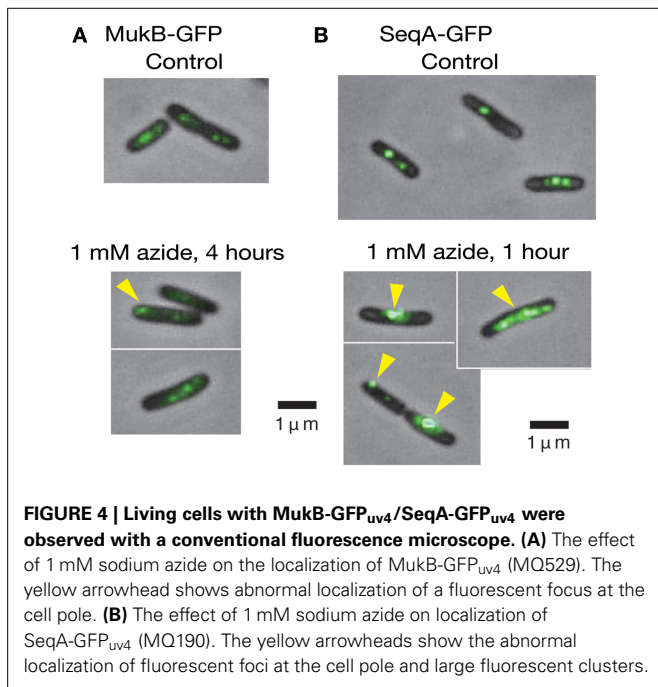 A MukB-GFP
Control
B SeqA-GFP
Control
1 mM azide, 4 hours
1 μm
1 mM azide, 1 hour
1 μm
FIGURE 4 | Living cells with MukB-GFPuv4/SeqA-GFPuv4 were
observed with a conventional fluorescence microscope. (A) The effect
of 1 mM sodium azide on the localization of MukB-GFPuv4 (MQ529). The
yellow arrowhead shows abnormal localization of a fluorescent focus at the
cell pole. (B) The effect of 1 mM sodium azide on localization of
SeqA-GFPuv4 (MQ190). The yellow arrowheads show the abnormal
localization of fluorescent foci at the cell pole and large fluorescent clusters.